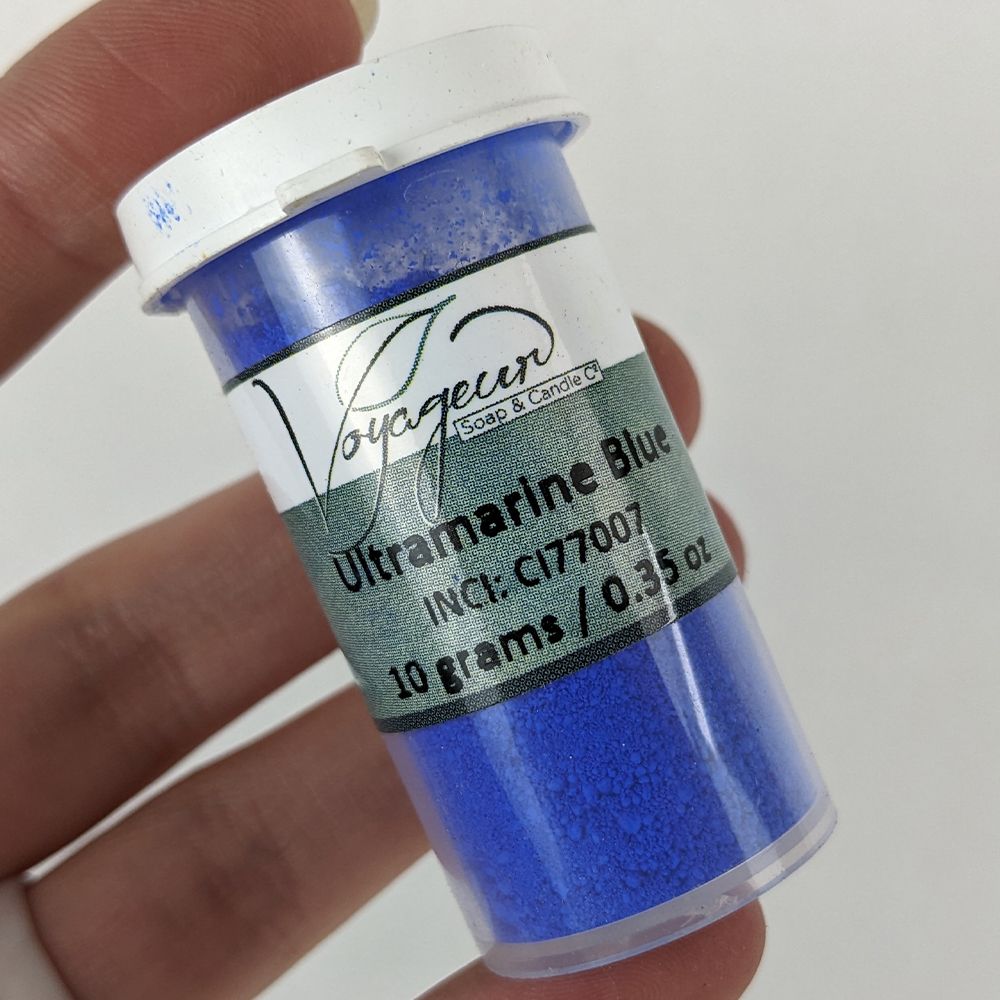 Voyageur
Soap & Candle Co
Ultramarine Blue
INCI: CI77007
10 grams / 0.35 oz